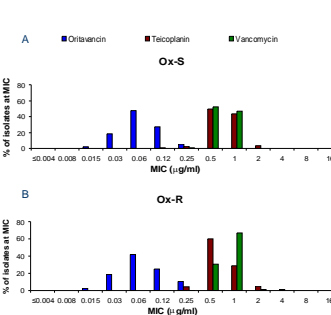 A
Oritavancin Teicoplanin Vancomycin
Ox-S
% of isolates at MIC
80
60
40
20
0
≤0.004 0.008 0.015 0.03 0.06 0.12 0.25 0.5 1 2 4 8 16
MIC (µg/ml)
B
Ox-R
% of isolates at MIC
80
60
40
20
0
≤0.004 0.008 0.015 0.03 0.06 0.12 0.25 0.5 1 2 4 8 16
MIC (µg/ml)